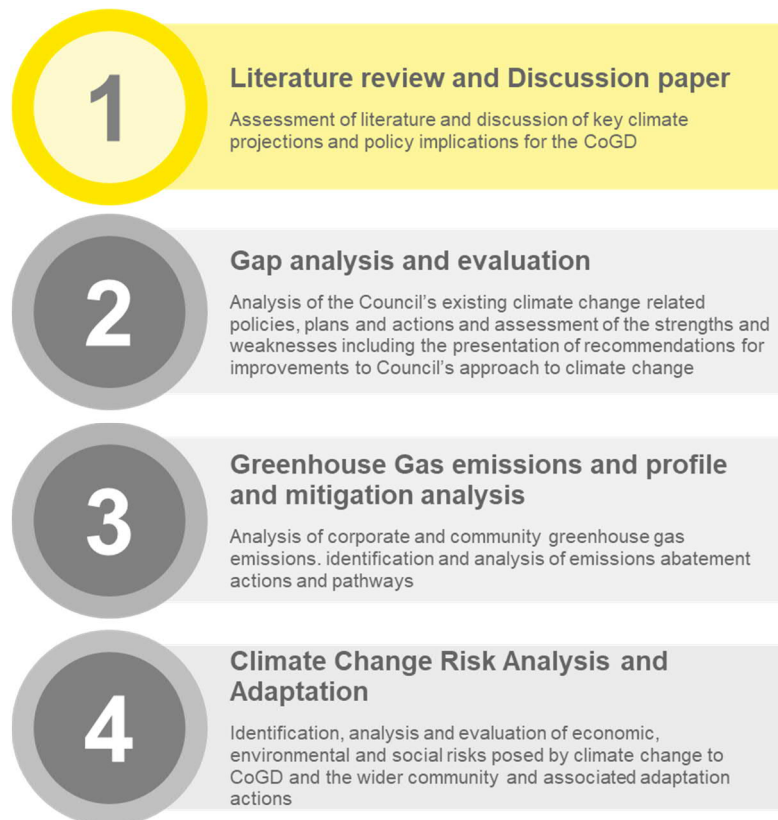 1
Literature review and Discussion paper
Assessment of literature and discussion of key climate
projections and policy implications for the CoGD
2
Gap analysis and evaluation
Analysis of the Council's existing climate change related
policies, plans and actions and assessment of the strengths and
weaknesses including the presentation of recommendations for
improvements to Council's approach to climate change
3
Greenhouse Gas emissions and profile
and mitigation analysis
Analysis of corporate and community greenhouse gas
emissions. identification and analysis of emissions abatement
actions and pathways
4
Climate Change Risk Analysis and
Adaptation
Identification, analysis and evaluation of economic,
environmental and social risks posed by climate change to
CoGD and the wider community and associated adaptation
actions